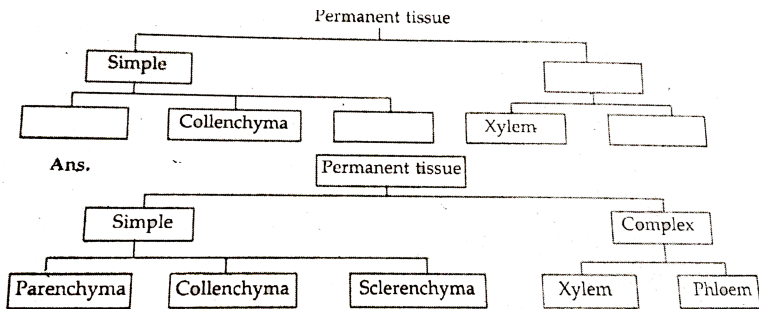 Permanent tissue
Simple
Collenchyma
Xylem
Ans.
Permanent tissue
Simple
Complex
Parenchyma
Collenchyma
Sclerenchyma
Xylem
Phloem